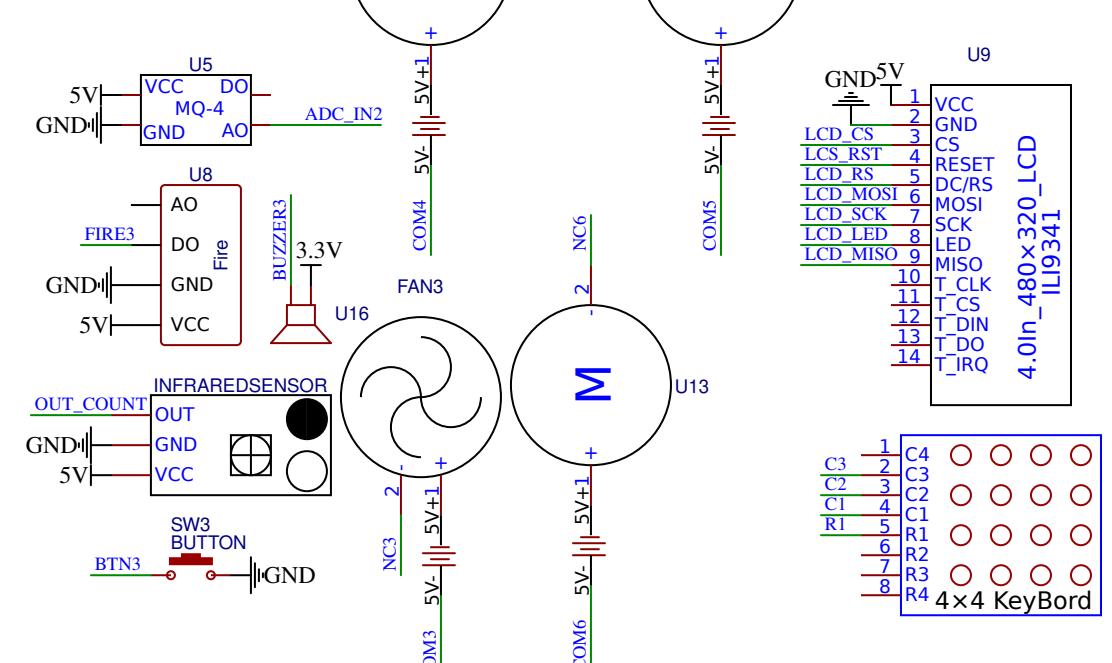 +
1
5V+
5V-
COM4
+
1
5V+
5V-
COM5
U5
VCC
DO
MQ-4
GND
AO
5V
GND
ADC_IN2
U8
AO
DO
GND
VCC
Fire
FIRE3
GND
5V
BUZZER3
3.3V
U16
INFRAREDSENSOR
OUT_COUNT
OUT
GND
GND
5V
VCC
SW3
BUTTON
BTN3
GND
FAN3
-
+
2
1
5V+
NC3
5V-
OM3
NC6
2
-
M
U13
+
1
5V+
5V-
COM6
U9
GND
5V
1
VCC
2
GND
LCD_CS
3
CS
LCS_RST
4
RESET
LCD_RS
5
DC/RS
LCD_MOSI
6
MOSI
LCD_SCK
7
SCK
LCD_LED
8
LED
LCD_MISO
9
MISO
10
T_CLK
11
T_CS
12
T_DIN
13
T_DO
14
T_IRQ
4.0In_480×320_LCD
ILI9341
1
C4
C3
2
C3
C2
3
C2
C1
4
C1
R1
5
R1
6
R2
7
R3
8
R4
4×4 KeyBord